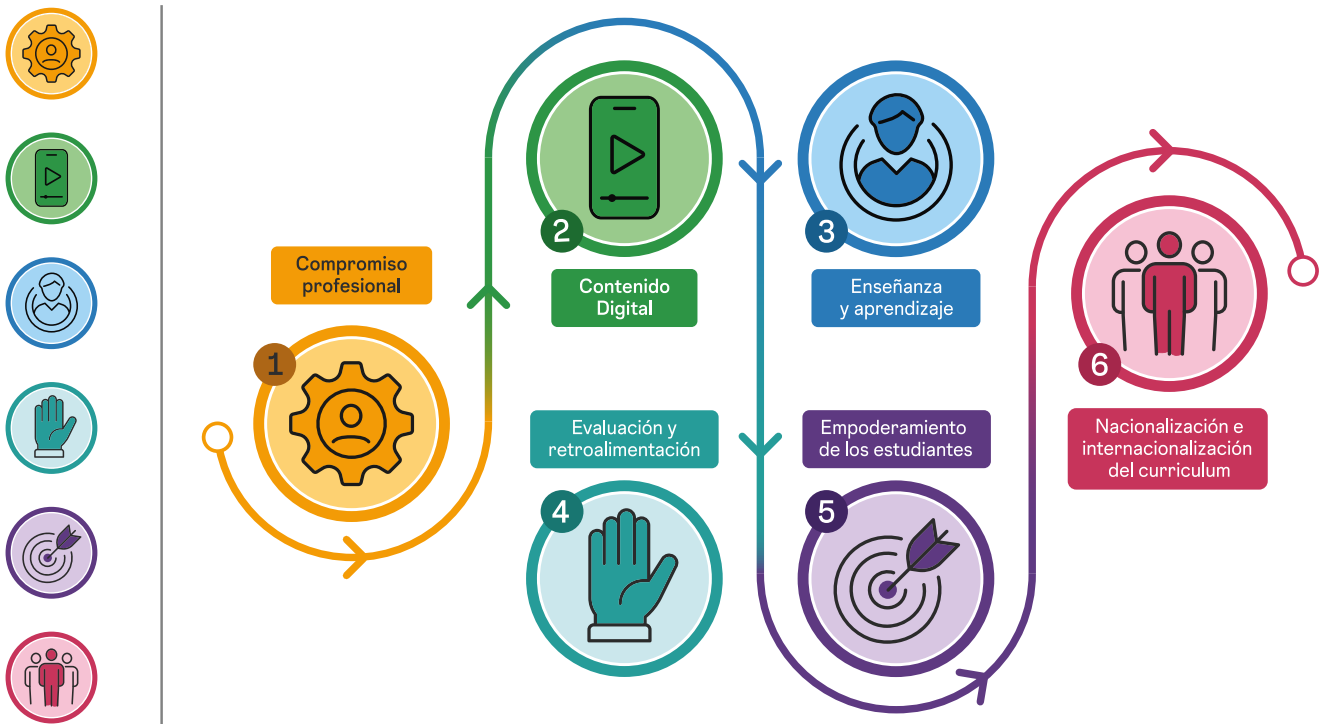 1
Compromiso
profesional
2
Contenido
Digital
3
Enseñanza
y aprendizaje
4
Evaluación y
retroalimentación
5
Empoderamiento
de los estudiantes
6
Nacionalización e
internacionalización
del curriculum